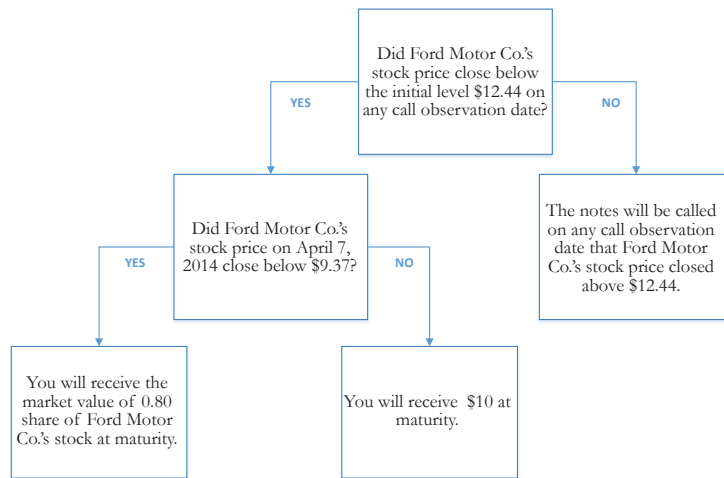 Did Ford Motor Co.'s
stock price close below
the initial level $12.44 on
any call observation date?
YES
NO
Did Ford Motor Co.'s
stock price on April 7,
2014 close below $9.37?
The notes will be called
on any call observation
date that Ford Motor
Co.'s stock price closed
above $12.44.
YES
NO
You will receive the
market value of 0.80
share of Ford Motor
Co.'s stock at maturity.
You will receive $10 at
maturity.